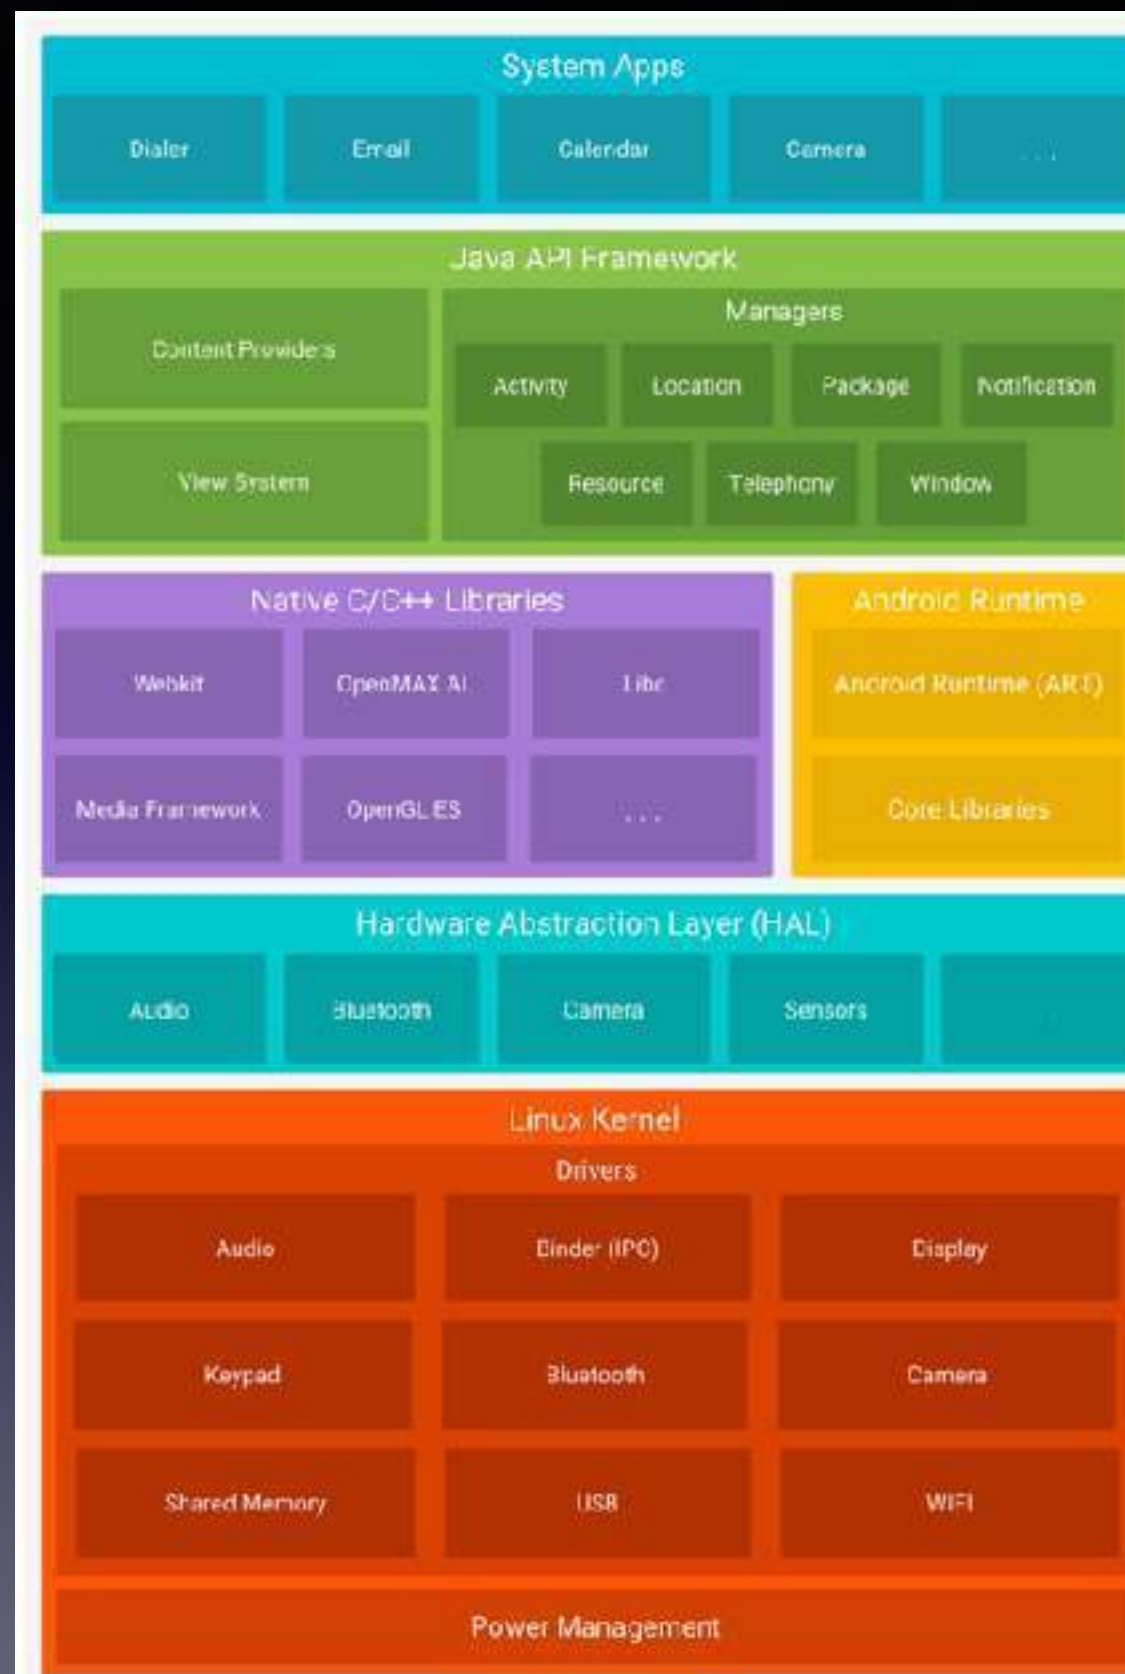 System Apps
Dialer Email Calendar Camera . . .
Java API Framework
Managers
Content Providers
Activity Location Package Notification
View System
Resource Telephony Window
Native C/C++ Libraries Android Runtime
Webkit OpenMAX AL Libc Android Runtime (ART)
Media Framework OpenGL ES . . . Core Libraries
Hardware Abstraction Layer (HAL)
Audio Bluetooth Camera Sensors
Linux Kernel
Drivers
Audio Binder (IPC) Display
Keypad Bluetooth Camera
Shared Memory USB WIFI
Power Management